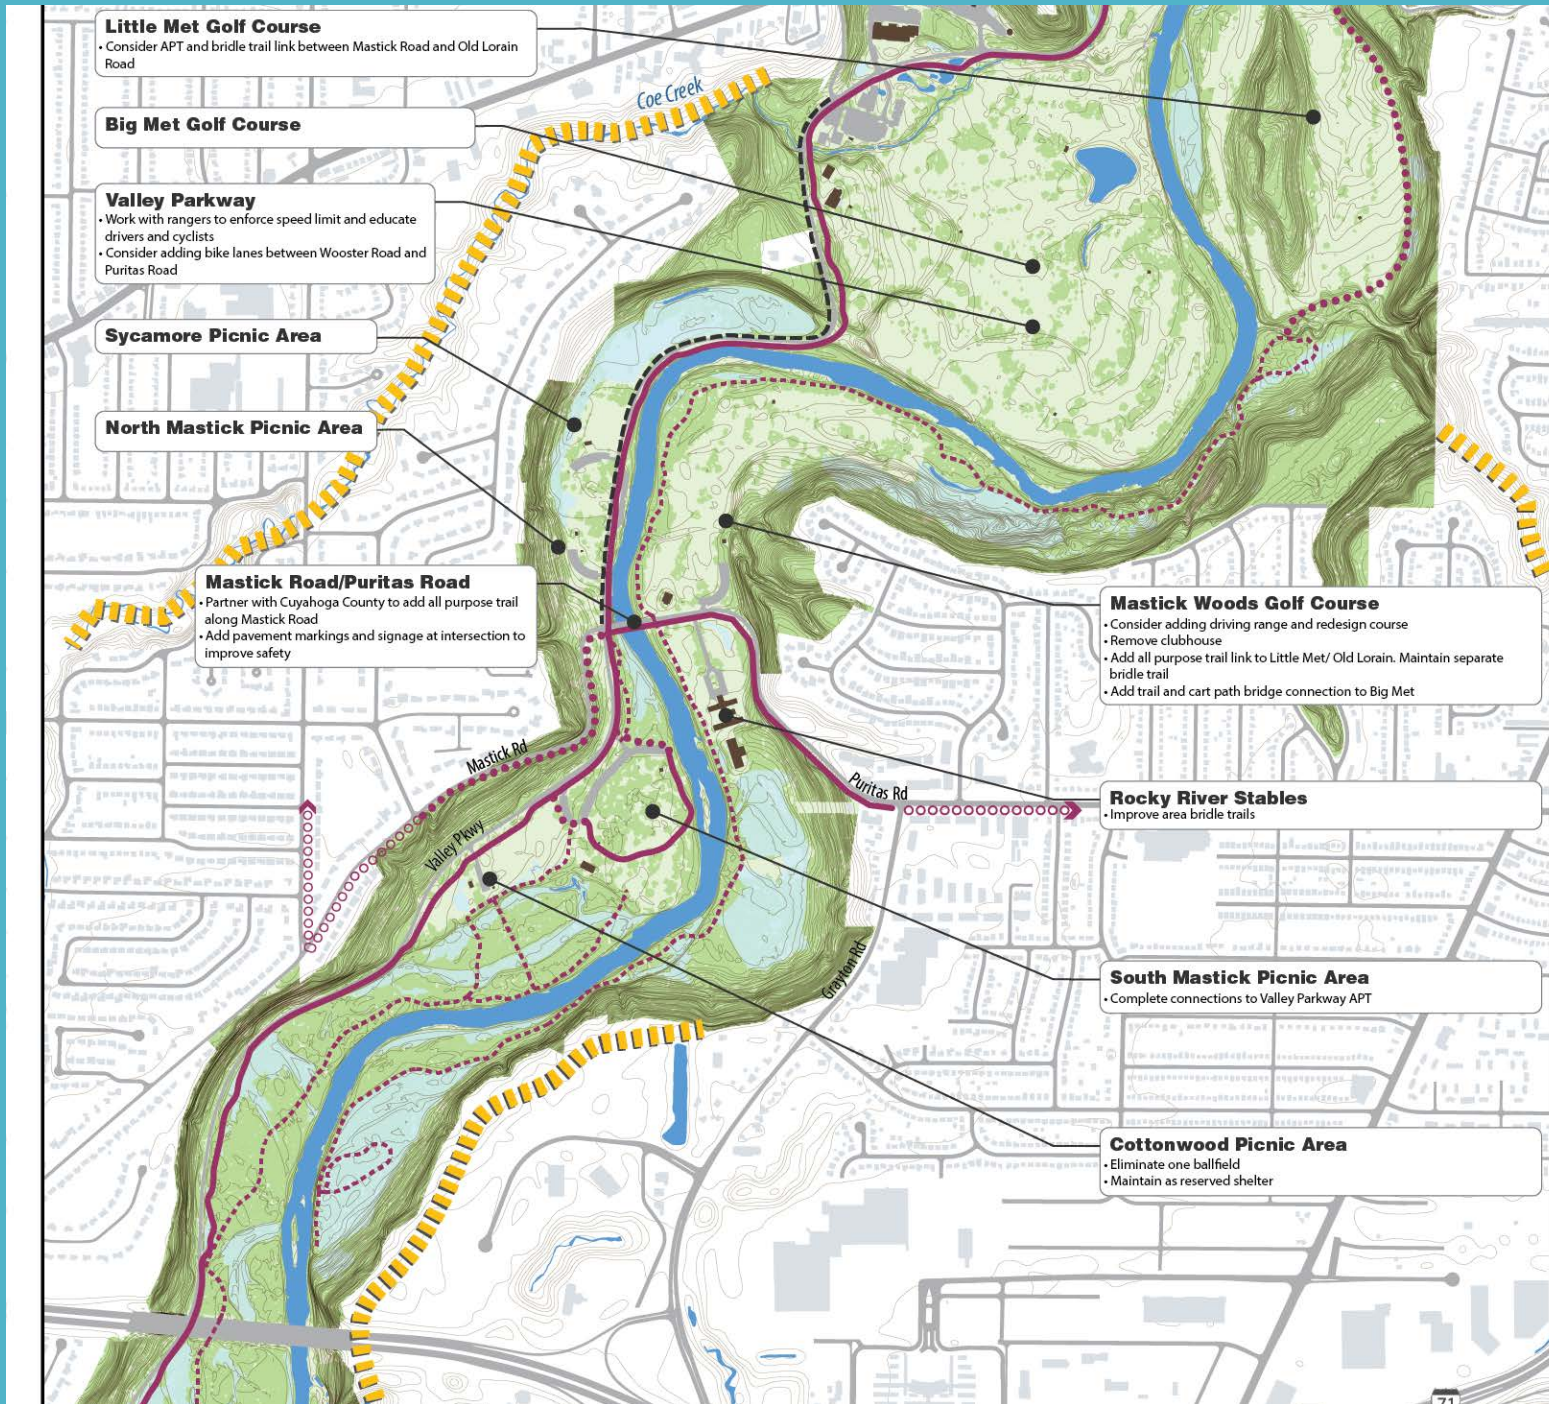 Little Met Golf Course
• Consider APT and bridle trail link between Mastick Road and Old Lorain
Road
Coe Creek
Big Met Golf Course
Valley Parkway
• Work with rangers to enforce speed limit and educate
drivers and cyclists
• Consider adding bike lanes between Wooster Road and
Puritas Road
Sycamore Picnic Area
North Mastick Picnic Area
Mastick Road/Puritas Road
• Partner with Cuyahoga County to add all purpose trail
along Mastick Road
• Add pavement markings and signage at intersection to
improve safety
Mastick Woods Golf Course
• Consider adding driving range and redesign course
• Remove clubhouse
• Add all purpose trail link to Little Met/ Old Lorain. Maintain separate
bridle trail
• Add trail and cart path bridge connection to Big Met
Mastick Rd
Puritas Rd
Rocky River Stables
• Improve area bridle trails
Valley Pkwy
Grayton Rd
South Mastick Picnic Area
• Complete connections to Valley Parkway APT
Cottonwood Picnic Area
• Eliminate one ballfield
• Maintain as reserved shelter
71